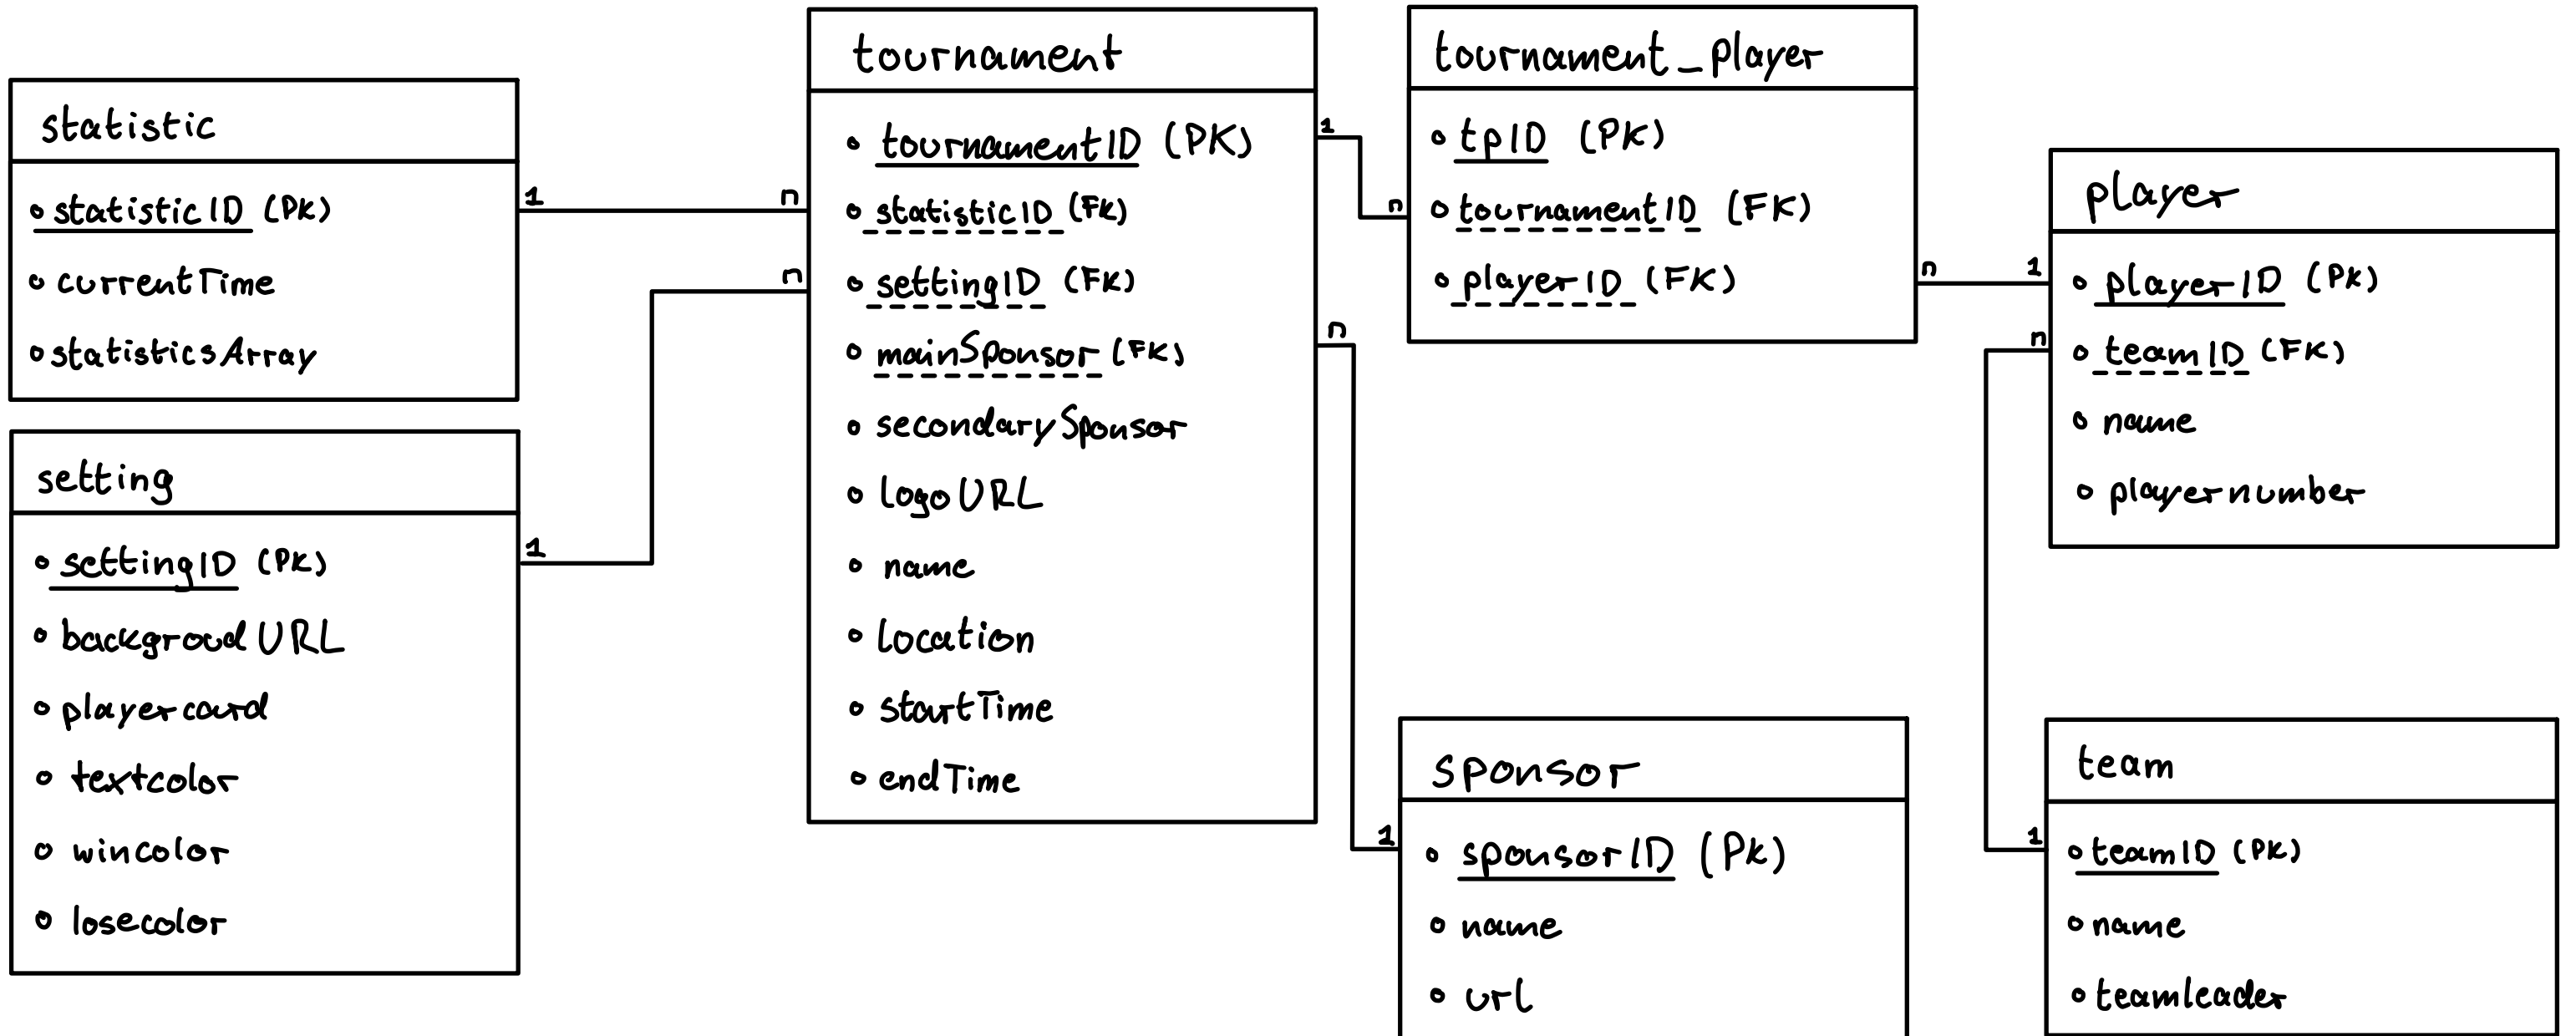 statistic
statisticID (PK)
currentTime
statisticsArray
setting
settingID (PK)
backgroudURL
playercard
textcolor
wincolor
losecolor
tournament
tournamentID (PK)
statisticID (FK)
settingID (FK)
mainSponsor (FK)
secondarySponsor
logoURL
name
location
startTime
endTime
tournament_player
tpID (PK)
tournamentID (FK)
playerID (FK)
player
playerID (PK)
teamID (FK)
name
playernumber
sponsor
sponsorID (PK)
name
url
team
teamID (PK)
name
teamleader
1
n
1
n
1
n
n
1
n
1
n
1